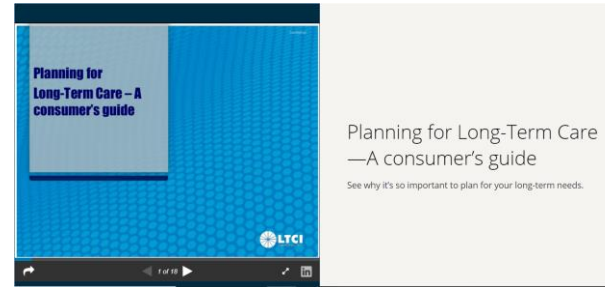 Planning for
Long-Term Care – A
consumer's guide
LTCI
1 of 18
in
Planning for Long-Term Care
—A consumer's guide
See why it's so important to plan for your long-term needs.